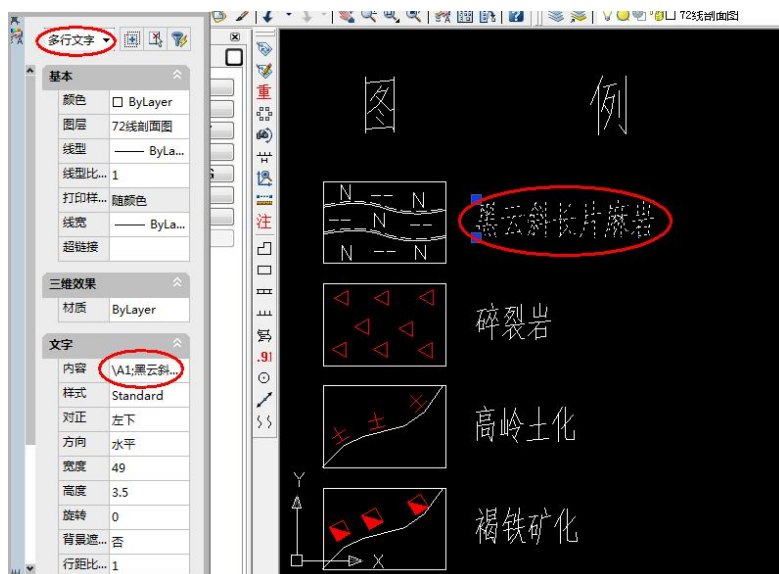 72线剖面图
多行文字
基本
颜色 ByLayer
图层 72线剖面图
线型 ByLa...
线型比... 1
打印样... 随颜色
线宽 ByLa...
超链接
三维效果
材质 ByLayer
文字
内容 \A1;黑云斜...
样式 Standard
对正 左下
方向 水平
宽度 49
高度 3.5
旋转 0
背景遮... 否
行距比... 1
重
注
.91
图 例
N -- N --
-- N --
N -- N
黑云斜长片麻岩
碎裂岩
高岭土化
褐铁矿化
Y
X